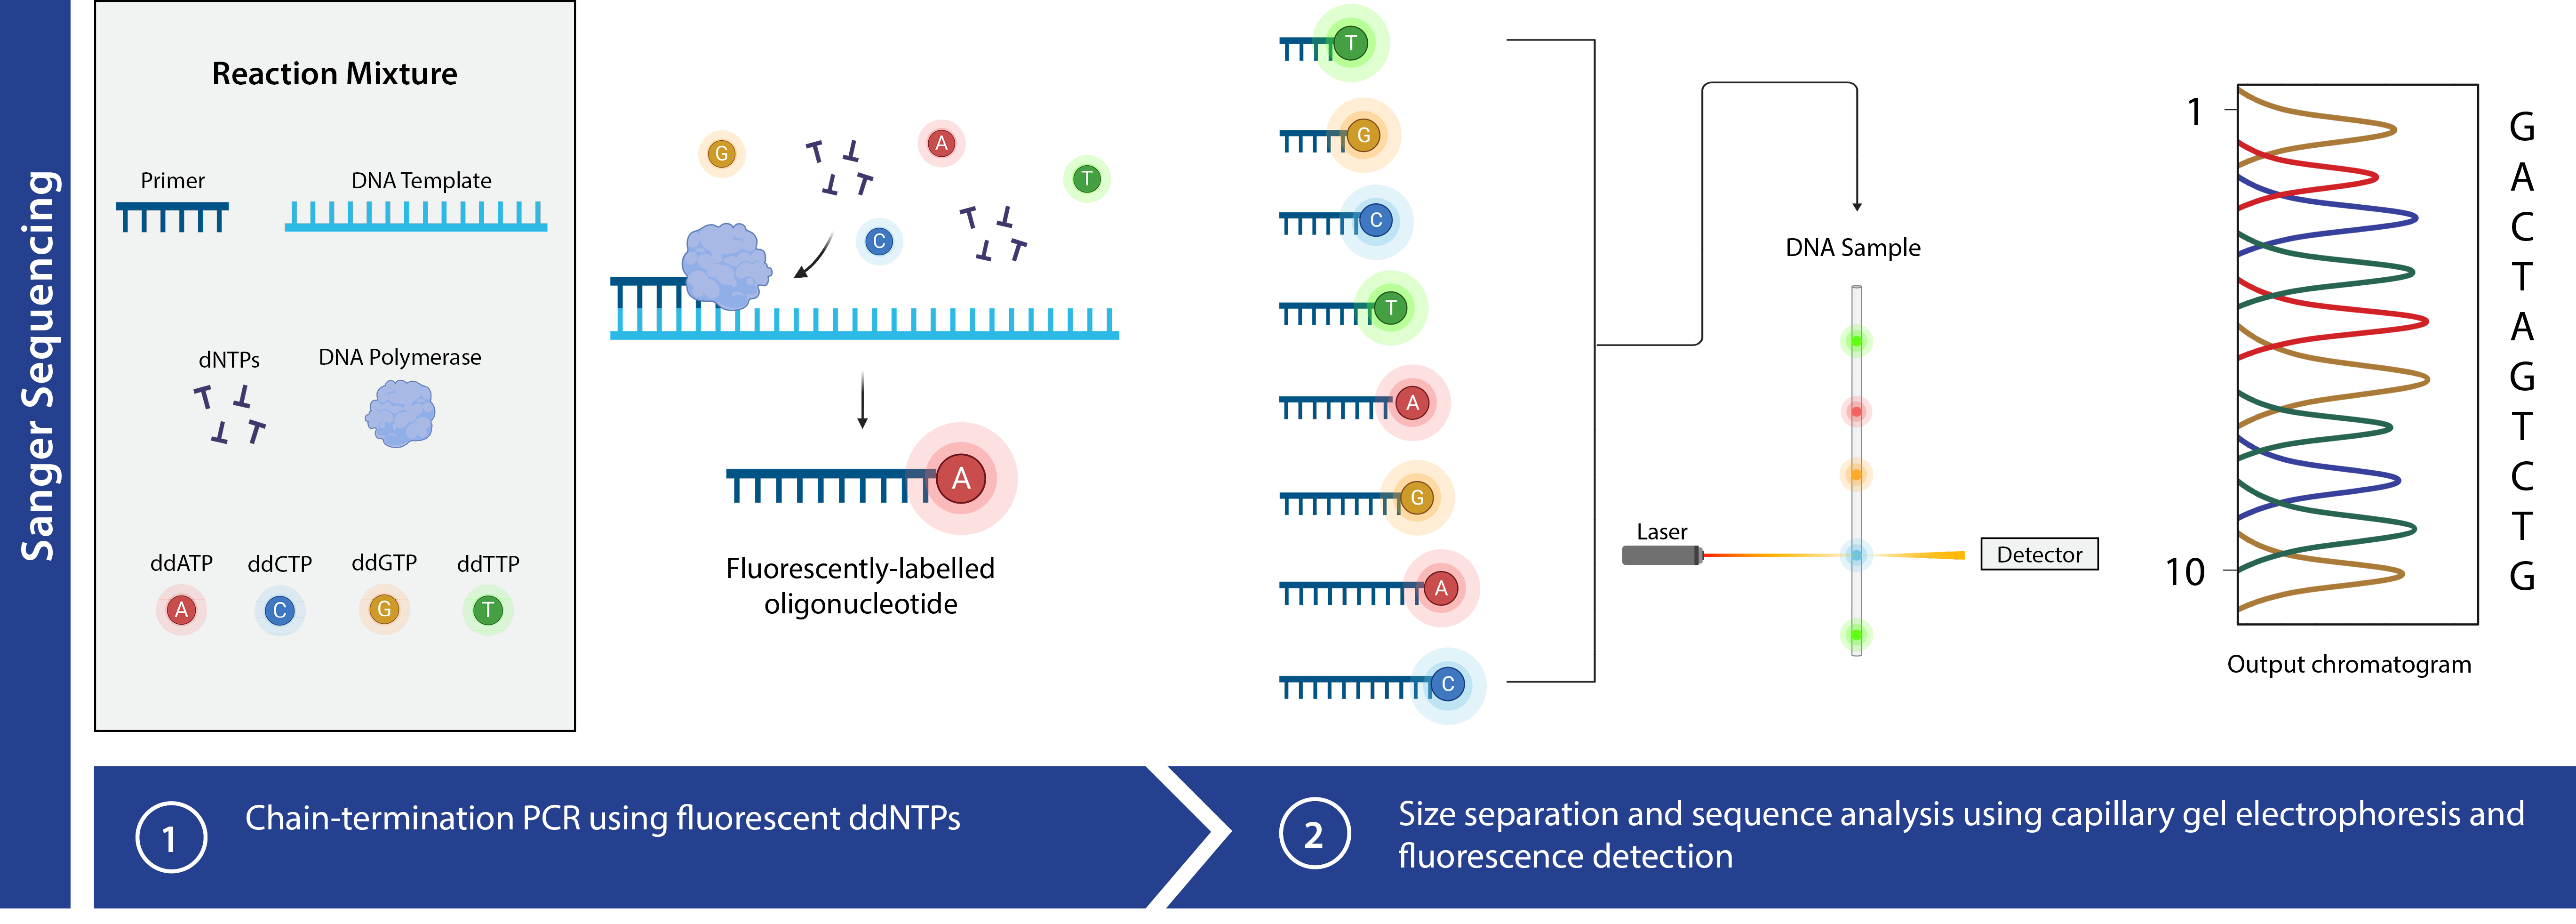 Sanger Sequencing
Reaction Mixture
Primer
DNA Template
dNTPs
DNA Polymerase
ddATP
ddCTP
ddGTP
ddTTP
A
C
G
T
G
A
T
C
A
Fluorescently-labelled
oligonucleotide
T
G
C
T
A
G
A
C
DNA Sample
Laser
Detector
1
10
G
A
C
T
A
G
T
C
T
G
Output chromatogram
1
Chain-termination PCR using fluorescent ddNTPs
2
Size separation and sequence analysis using capillary gel electrophoresis and
fluorescence detection